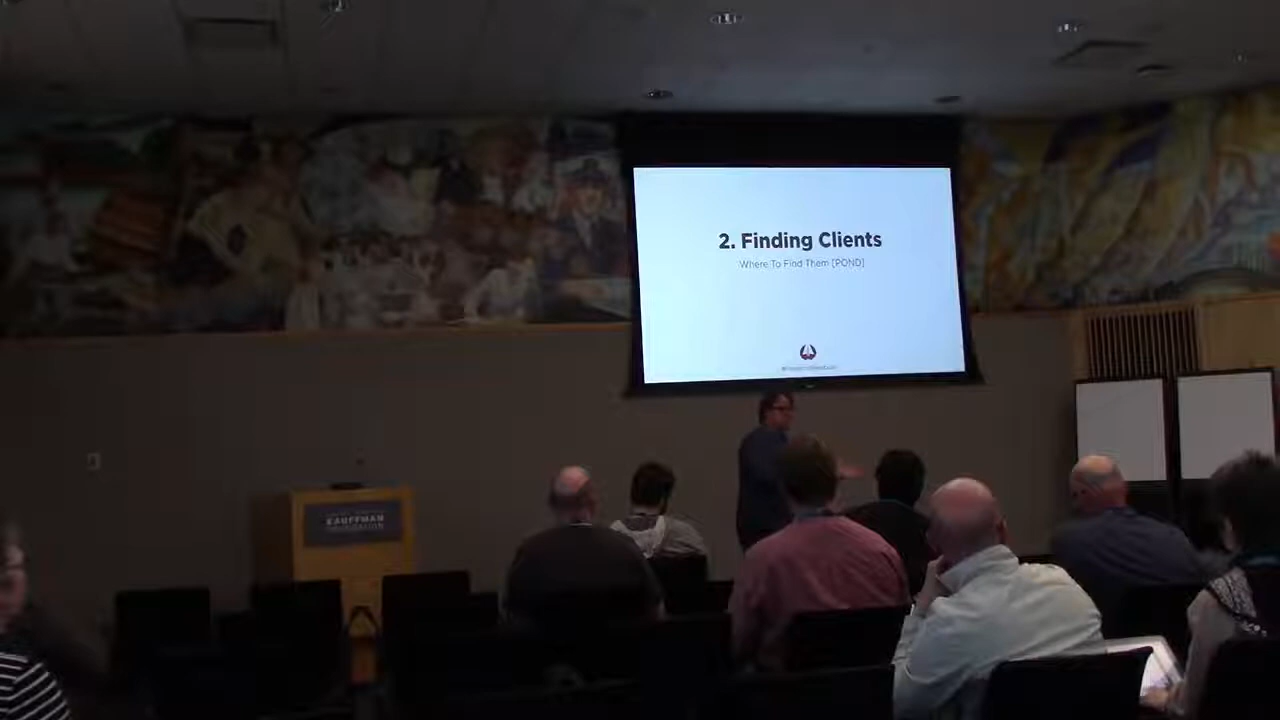 2. Finding Clients
Where To Find Them [POND]
KAUFFMAN
FOUNDATION